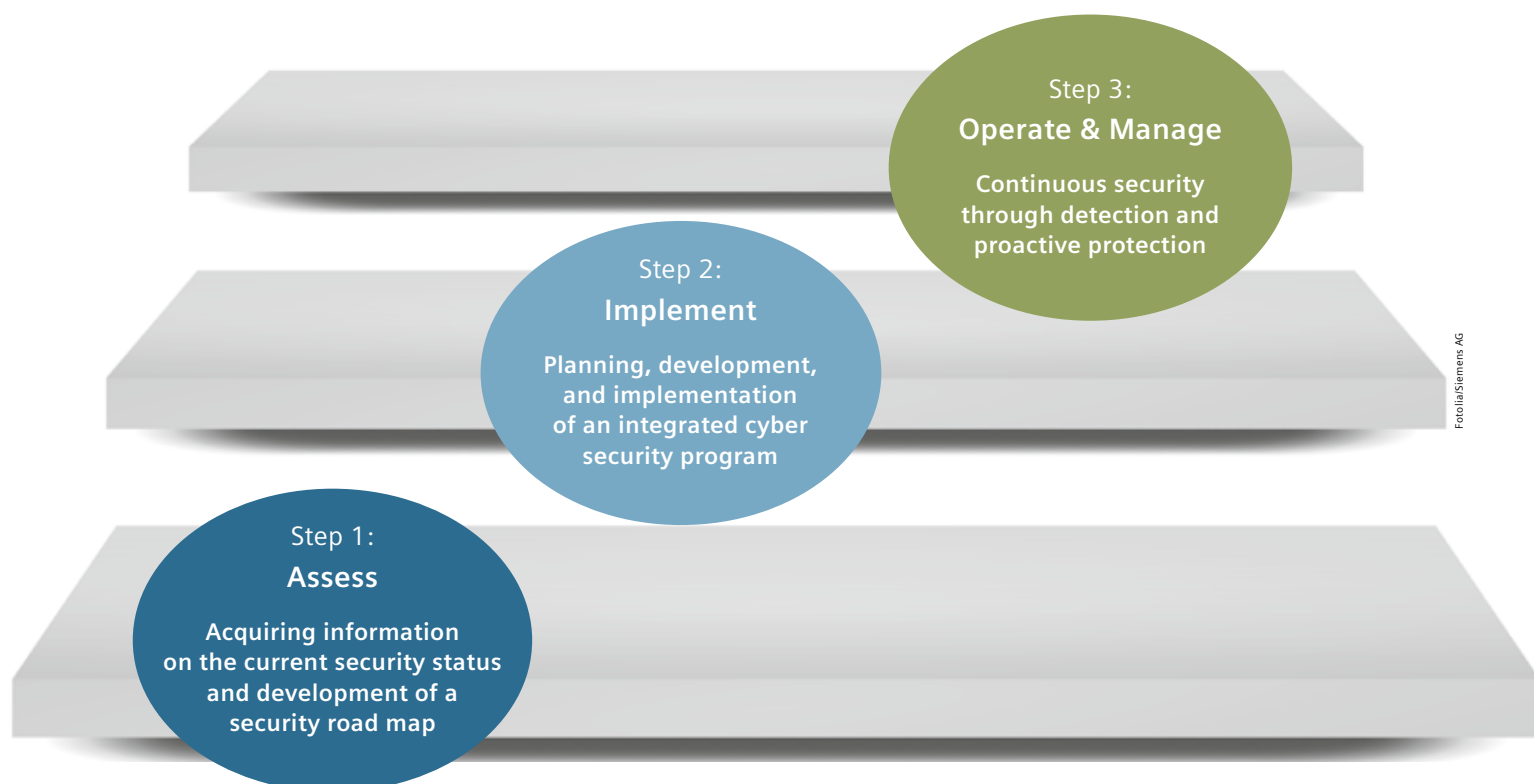 Step 3:
Operate & Manage
Continuous security
through detection and
proactive protection
Step 2:
Implement
Planning, development,
and implementation
of an integrated cyber
security program
Step 1:
Assess
Acquiring information
on the current security status
and development of a
security road map
Fotolia/Siemens AG